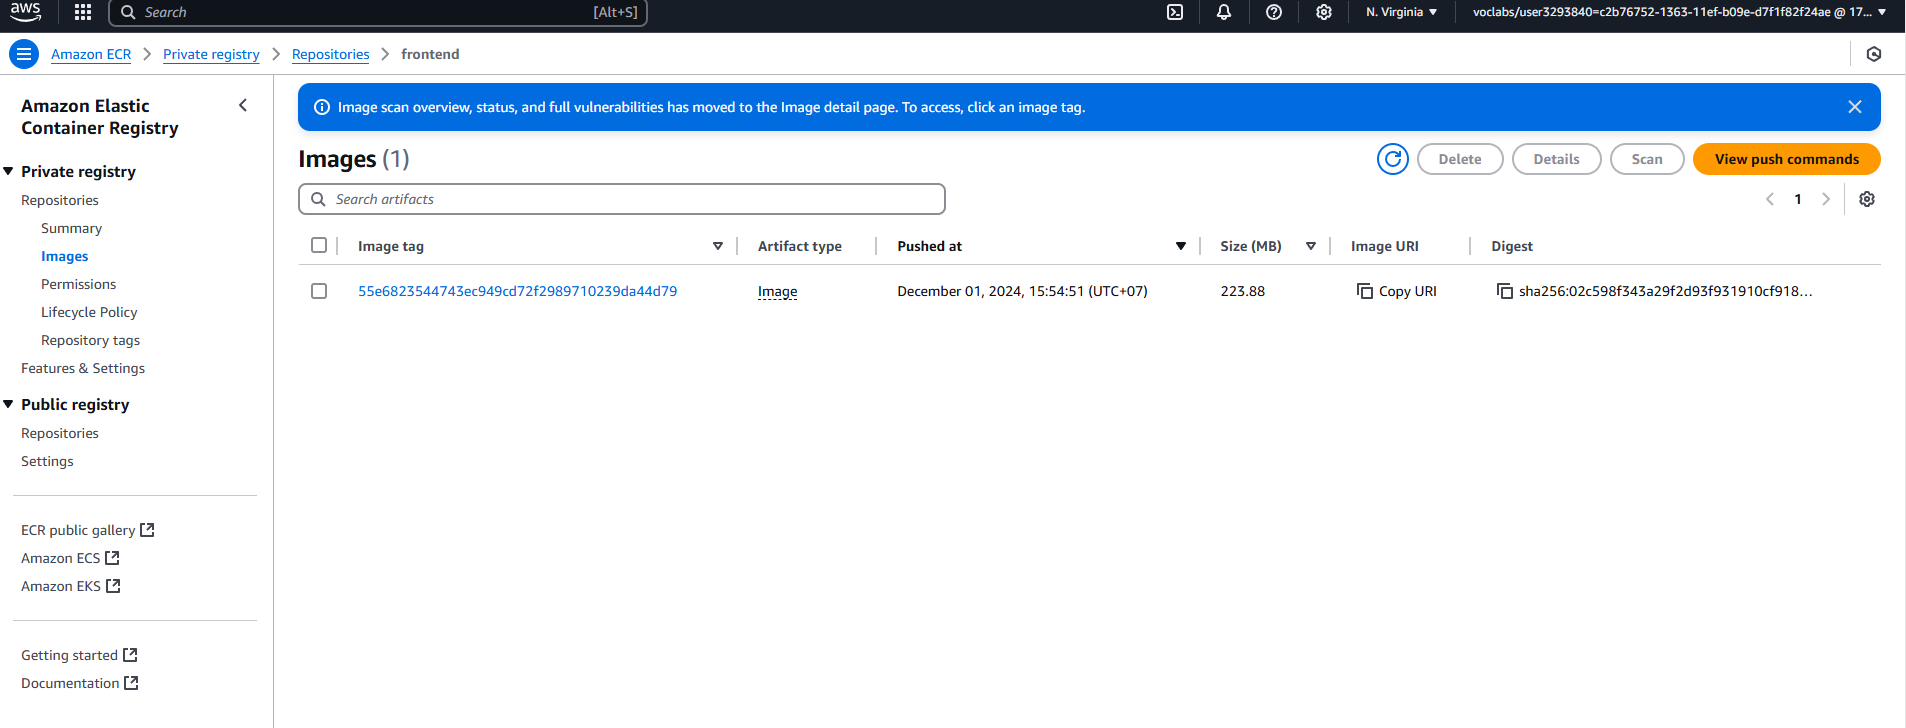 aws
Search [Alt+S]
N. Virginia
voclabs/user3293840=c2b76752-1363-11ef-b09e-d7f1f82f24ae @ 17...
Amazon ECR
Private registry
Repositories
frontend
Amazon Elastic
Container Registry
Private registry
Repositories
Summary
Images
Permissions
Lifecycle Policy
Repository tags
Features & Settings
Public registry
Repositories
Settings
ECR public gallery
Amazon ECS
Amazon EKS
Getting started
Documentation
Image scan overview, status, and full vulnerabilities has moved to the Image detail page. To access, click an image tag.
Images (1)
Delete
Details
Scan
View push commands
Search artifacts
1
Image tag Artifact type Pushed at Size (MB) Image URI Digest
55e6823544743ec949cd72f2989710239da44d79 Image December 01, 2024, 15:54:51 (UTC+07) 223.88 Copy URI sha256:02c598f343a29f2d93f931910cf918...